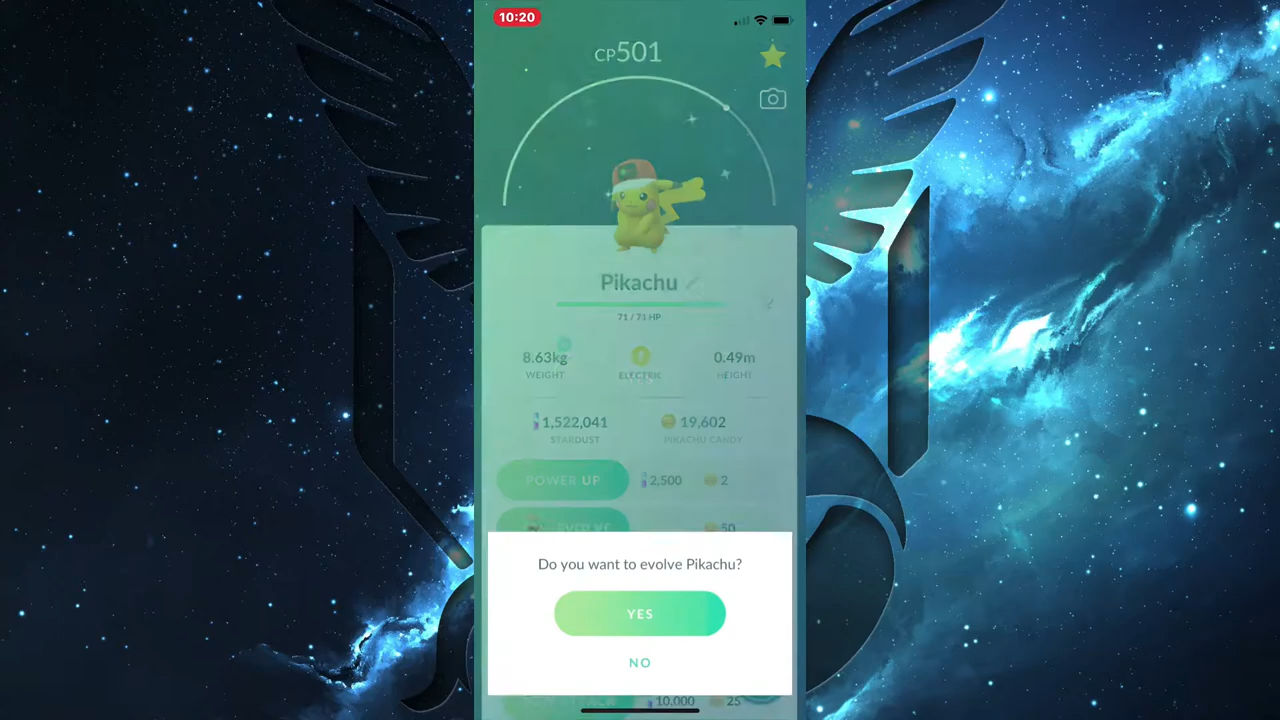 10:20
CP501
Pikachu
71 / 71 HP
8.63kg
WEIGHT
ELECTRIC
0.49m
HEIGHT
1,522,041
STARDUST
19,602
PIKACHU CANDY
POWER UP
2,500
2
EVOLVE
50
Do you want to evolve Pikachu?
YES
NO
10,000
25